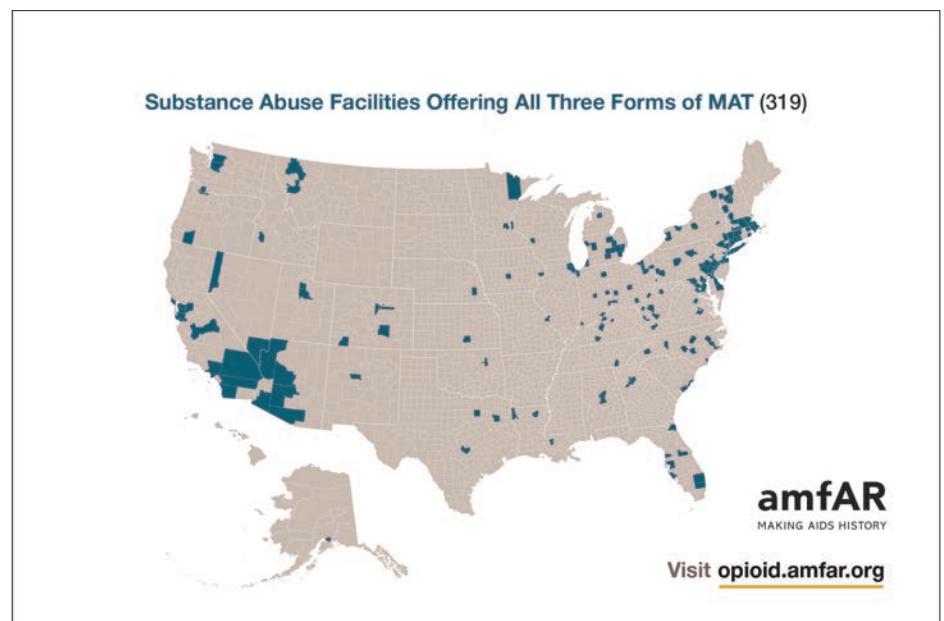 Substance Abuse Facilities Offering All Three Forms of MAT (319)
amfAR
MAKING AIDS HISTORY
Visit opioid.amfar.org